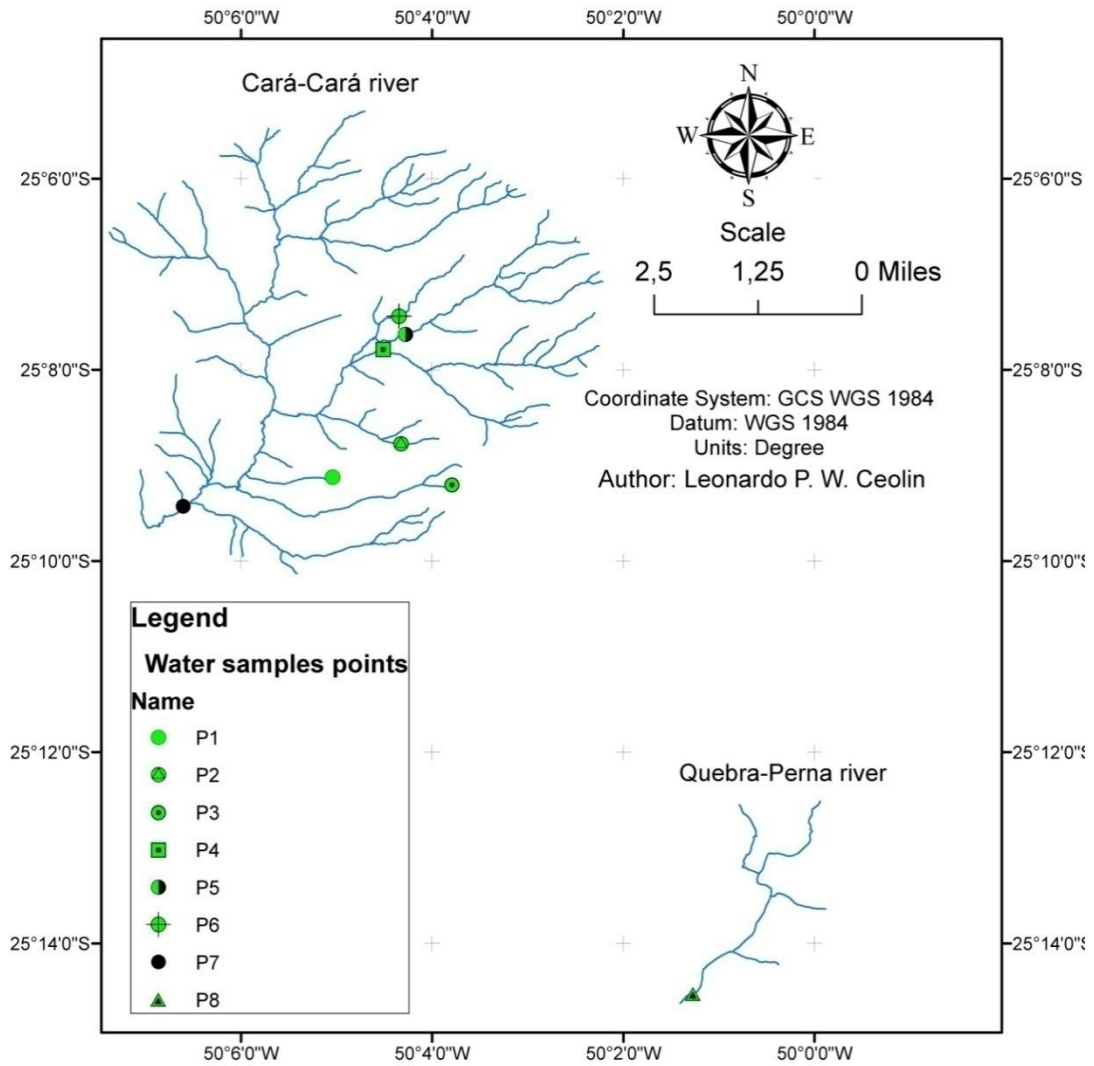 50°6'0"W 50°4'0"W 50°2'0"W 50°0'0"W
Cará-Cará river
N
W E
S
25°6'0"S 25°6'0"S
Scale
2,5 1,25 0 Miles
25°8'0"S 25°8'0"S
Coordinate System: GCS WGS 1984
Datum: WGS 1984
Units: Degree
Author: Leonardo P. W. Ceolin
25°10'0"S 25°10'0"S
Legend
Water samples points
Name
P1
P2
P3
P4
P5
P6
P7
P8
25°12'0"S 25°12'0"S
Quebra-Perna river
25°14'0"S 25°14'0"S
50°6'0"W 50°4'0"W 50°2'0"W 50°0'0"W